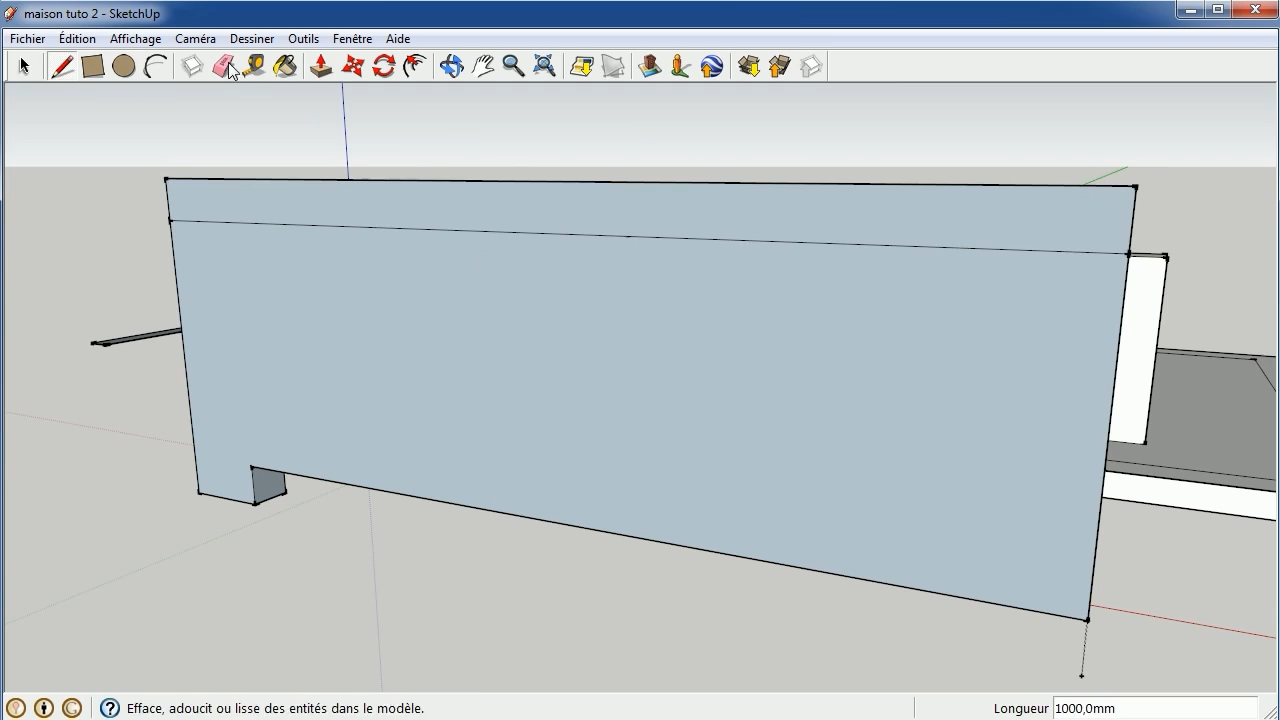 maison tuto 2 - SketchUp
Fichier Édition Affichage Caméra Dessiner Outils Fenêtre Aide
Efface, adoucit ou lisse des entités dans le modèle.
Longueur 1000,0mm